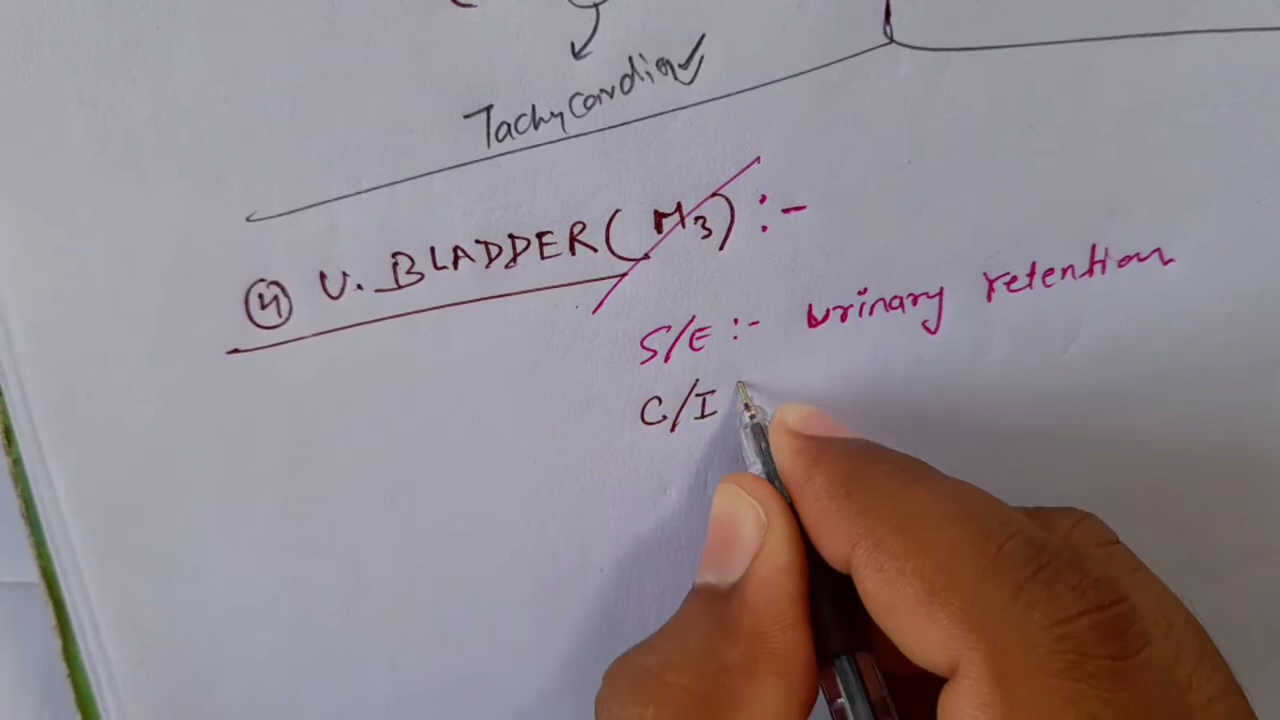 Tachycardia✓
④ U. BLADDER (M3) :-
S/E :- urinary retention
C/I